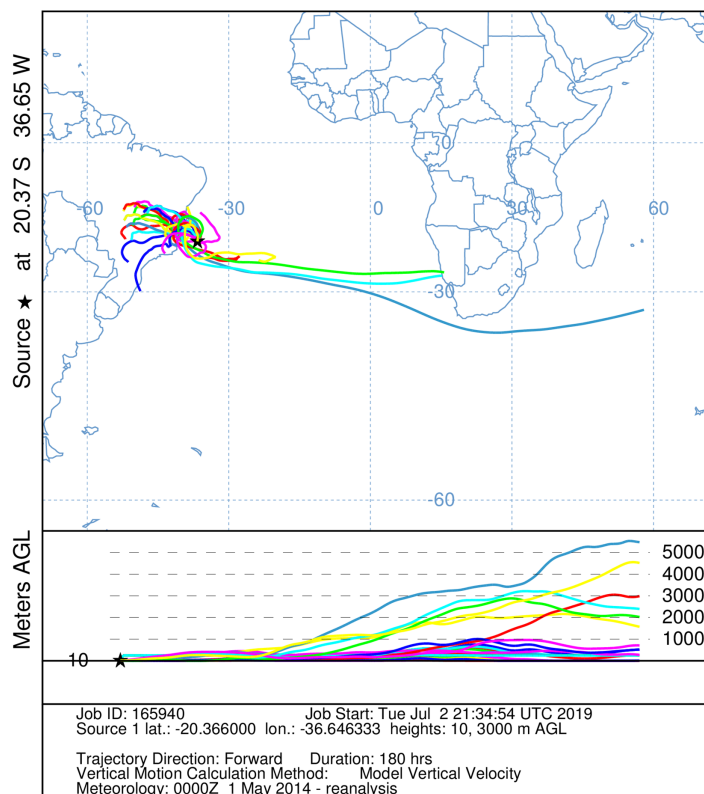 Source ★ at 20.37 S 36.65 W
-60
-30
0
30
60
-30
-60
Meters AGL
10
5000
4000
3000
2000
1000
Job ID: 165940 Job Start: Tue Jul 2 21:34:54 UTC 2019
Source 1 lat.: -20.366000 lon.: -36.646333 heights: 10, 3000 m AGL
Trajectory Direction: Forward Duration: 180 hrs
Vertical Motion Calculation Method: Model Vertical Velocity
Meteorology: 0000Z 1 May 2014 - reanalysis